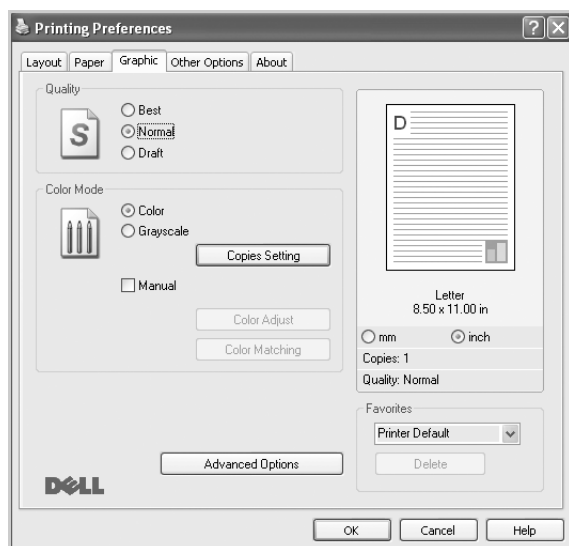 Printing Preferences
Layout Paper Graphic Other Options About
Quality
S
Best
Normal
Draft
Color Mode
Color
Grayscale
Copies Setting
Manual
Color Adjust
Color Matching
Advanced Options
DELL
D
Letter
8.50 x 11.00 in
mm inch
Copies: 1
Quality: Normal
Favorites
Printer Default
Delete
OK Cancel Help